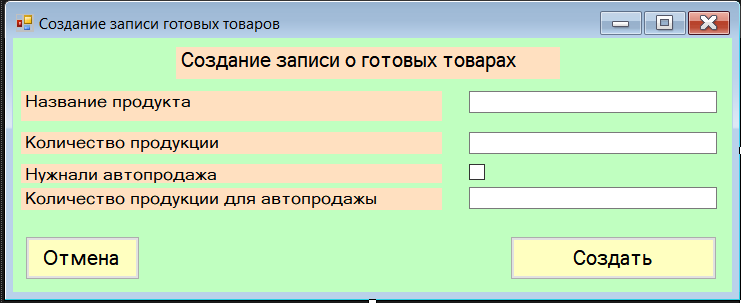 Создание записи готовых товаров
Создание записи о готовых товарах
Название продукта
Количество продукции
Нужнали автопродажа
Количество продукции для автопродажы
Отмена
Создать